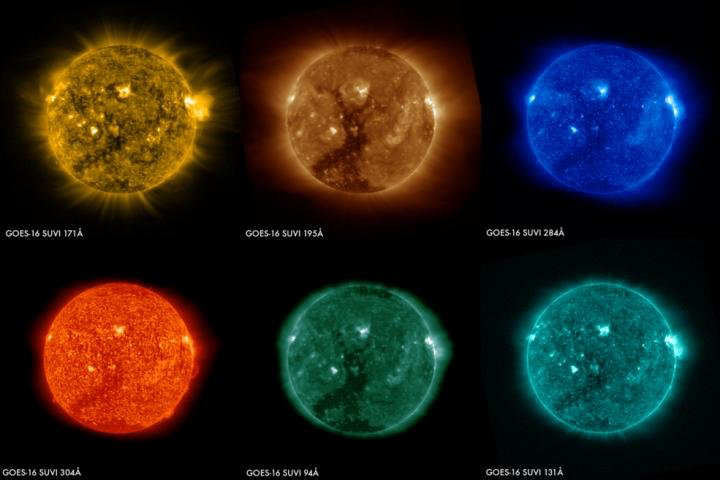 GOES-16 SUVI 171Å
GOES-16 SUVI 195Å
GOES-16 SUVI 284Å
GOES-16 SUVI 304Å
GOES-16 SUVI 94Å
GOES-16 SUVI 131Å